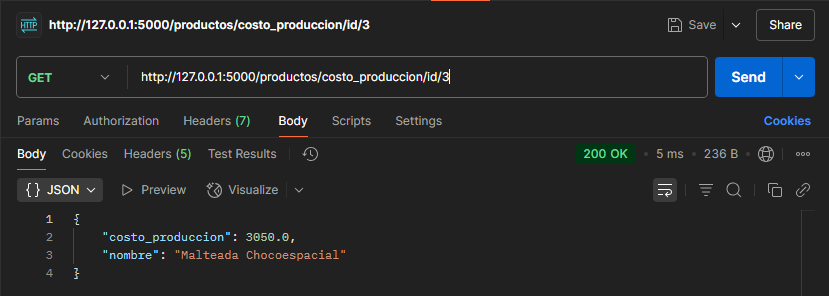 HTTP http://127.0.0.1:5000/productos/costo_produccion/id/3 Save Share
GET http://127.0.0.1:5000/productos/costo_produccion/id/3 Send
Params Authorization Headers (7) Body Scripts Settings Cookies
Body Cookies Headers (5) Test Results 200 OK • 5 ms • 236 B
{} JSON Preview Visualize
1 {
2 "costo_produccion": 3050.0,
3 "nombre": "Malteada Chocoespacial"
4 }